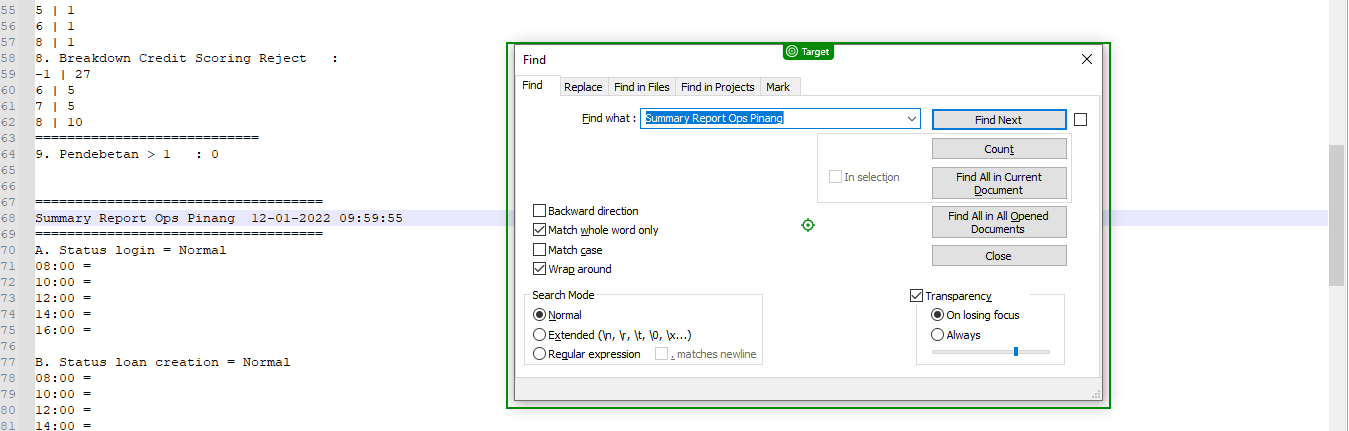 55 5 | 1
56 6 | 1
57 8 | 1
58 8. Breakdown Credit Scoring Reject   :
59 -1 | 27
60 6 | 5
61 7 | 5
62 8 | 10
63 ============================
64 9. Pendebetan > 1   : 0
65
66
67 ====================================
68 Summary Report Ops Pinang  12-01-2022 09:59:55
69 ====================================
70 A. Status login = Normal
71 08:00 =
72 10:00 =
73 12:00 =
74 14:00 =
75 16:00 =
76
77 B. Status loan creation = Normal
78 08:00 =
79 10:00 =
80 12:00 =
81 14:00 =
Target
Find
Find Replace Find in Files Find in Projects Mark
Find what : Summary Report Ops Pinang
Find Next
Count
In selection
Find All in Current
Document
Find All in All Opened
Documents
Close
Backward direction
Match whole word only
Match case
Wrap around
Search Mode
Normal
Extended (\n, \r, \t, \0, \x...)
Regular expression
. matches newline
Transparency
On losing focus
Always